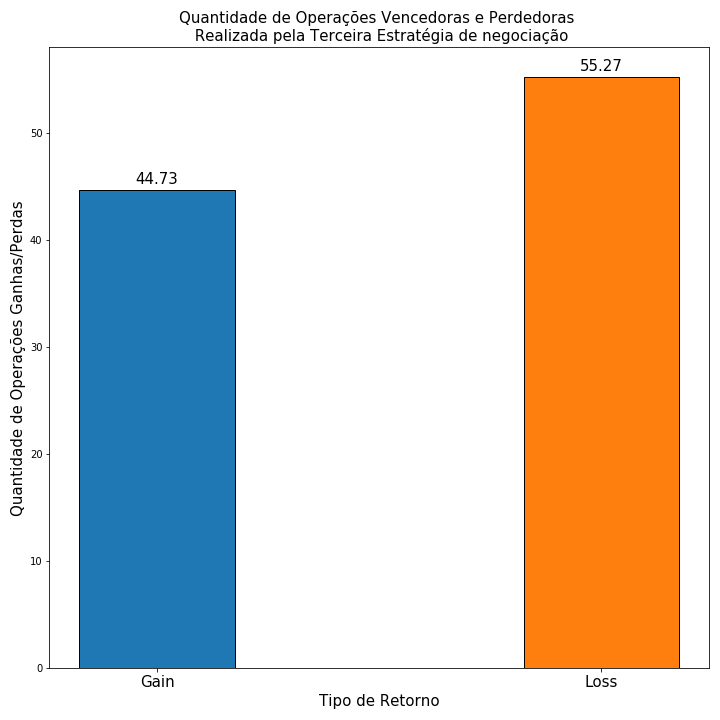 Quantidade de Operações Vencedoras e Perdedoras
Realizada pela Terceira Estratégia de negociação
55.27
44.73
Quantidade de Operações Ganhas/Perdas
50
40
30
20
10
0
Gain
Loss
Tipo de Retorno